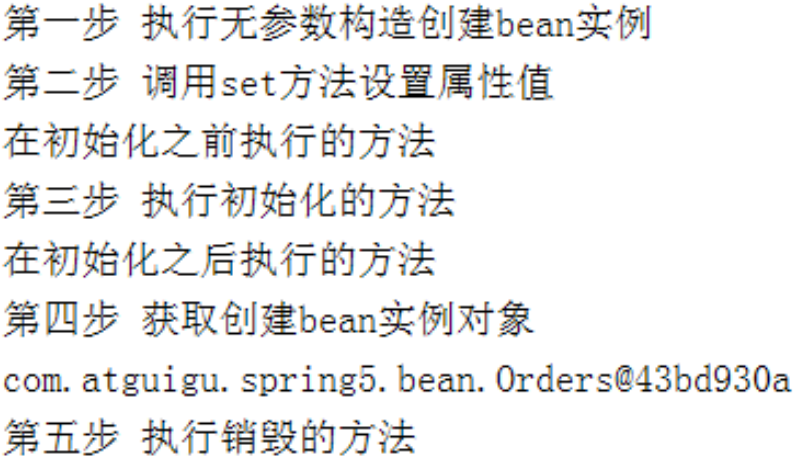 第一步 执行无参数构造创建bean实例
第二步 调用set方法设置属性值
在初始化之前执行的方法
第三步 执行初始化的方法
在初始化之后执行的方法
第四步 获取创建bean实例对象
com.atguigu.spring5.bean.Orders@43bd930a
第五步 执行销毁的方法